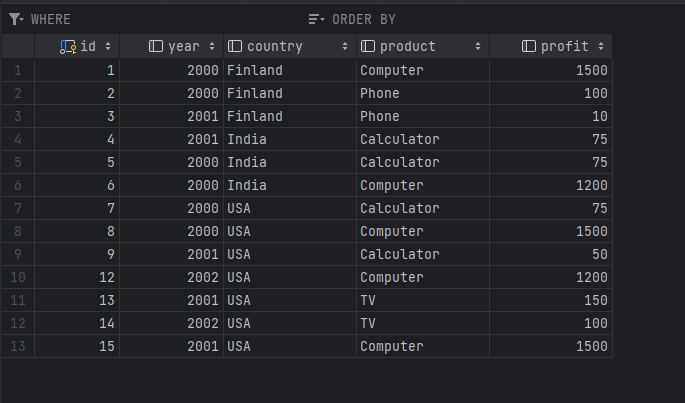 WHERE ORDER BY
id year country product profit
1 1 2000 Finland Computer 1500
2 2 2000 Finland Phone 100
3 3 2001 Finland Phone 10
4 4 2001 India Calculator 75
5 5 2000 India Calculator 75
6 6 2000 India Computer 1200
7 7 2000 USA Calculator 75
8 8 2000 USA Computer 1500
9 9 2001 USA Calculator 50
10 12 2002 USA Computer 1200
11 13 2001 USA TV 150
12 14 2002 USA TV 100
13 15 2001 USA Computer 1500